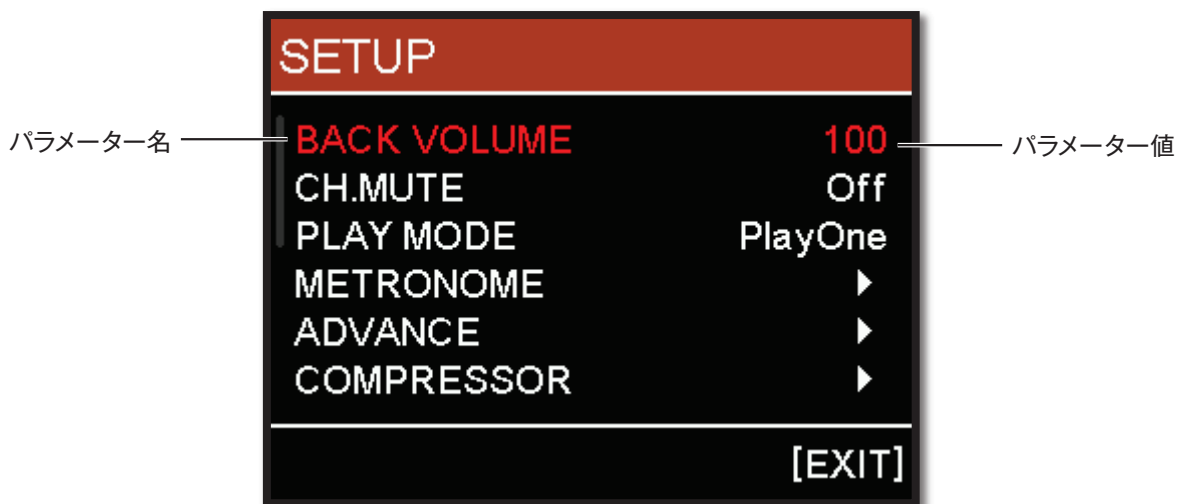 SETUP
パラメーター名 BACK VOLUME 100 パラメーター値
CH.MUTE Off
PLAY MODE PlayOne
METRONOME ▶
ADVANCE ▶
COMPRESSOR ▶
[EXIT]